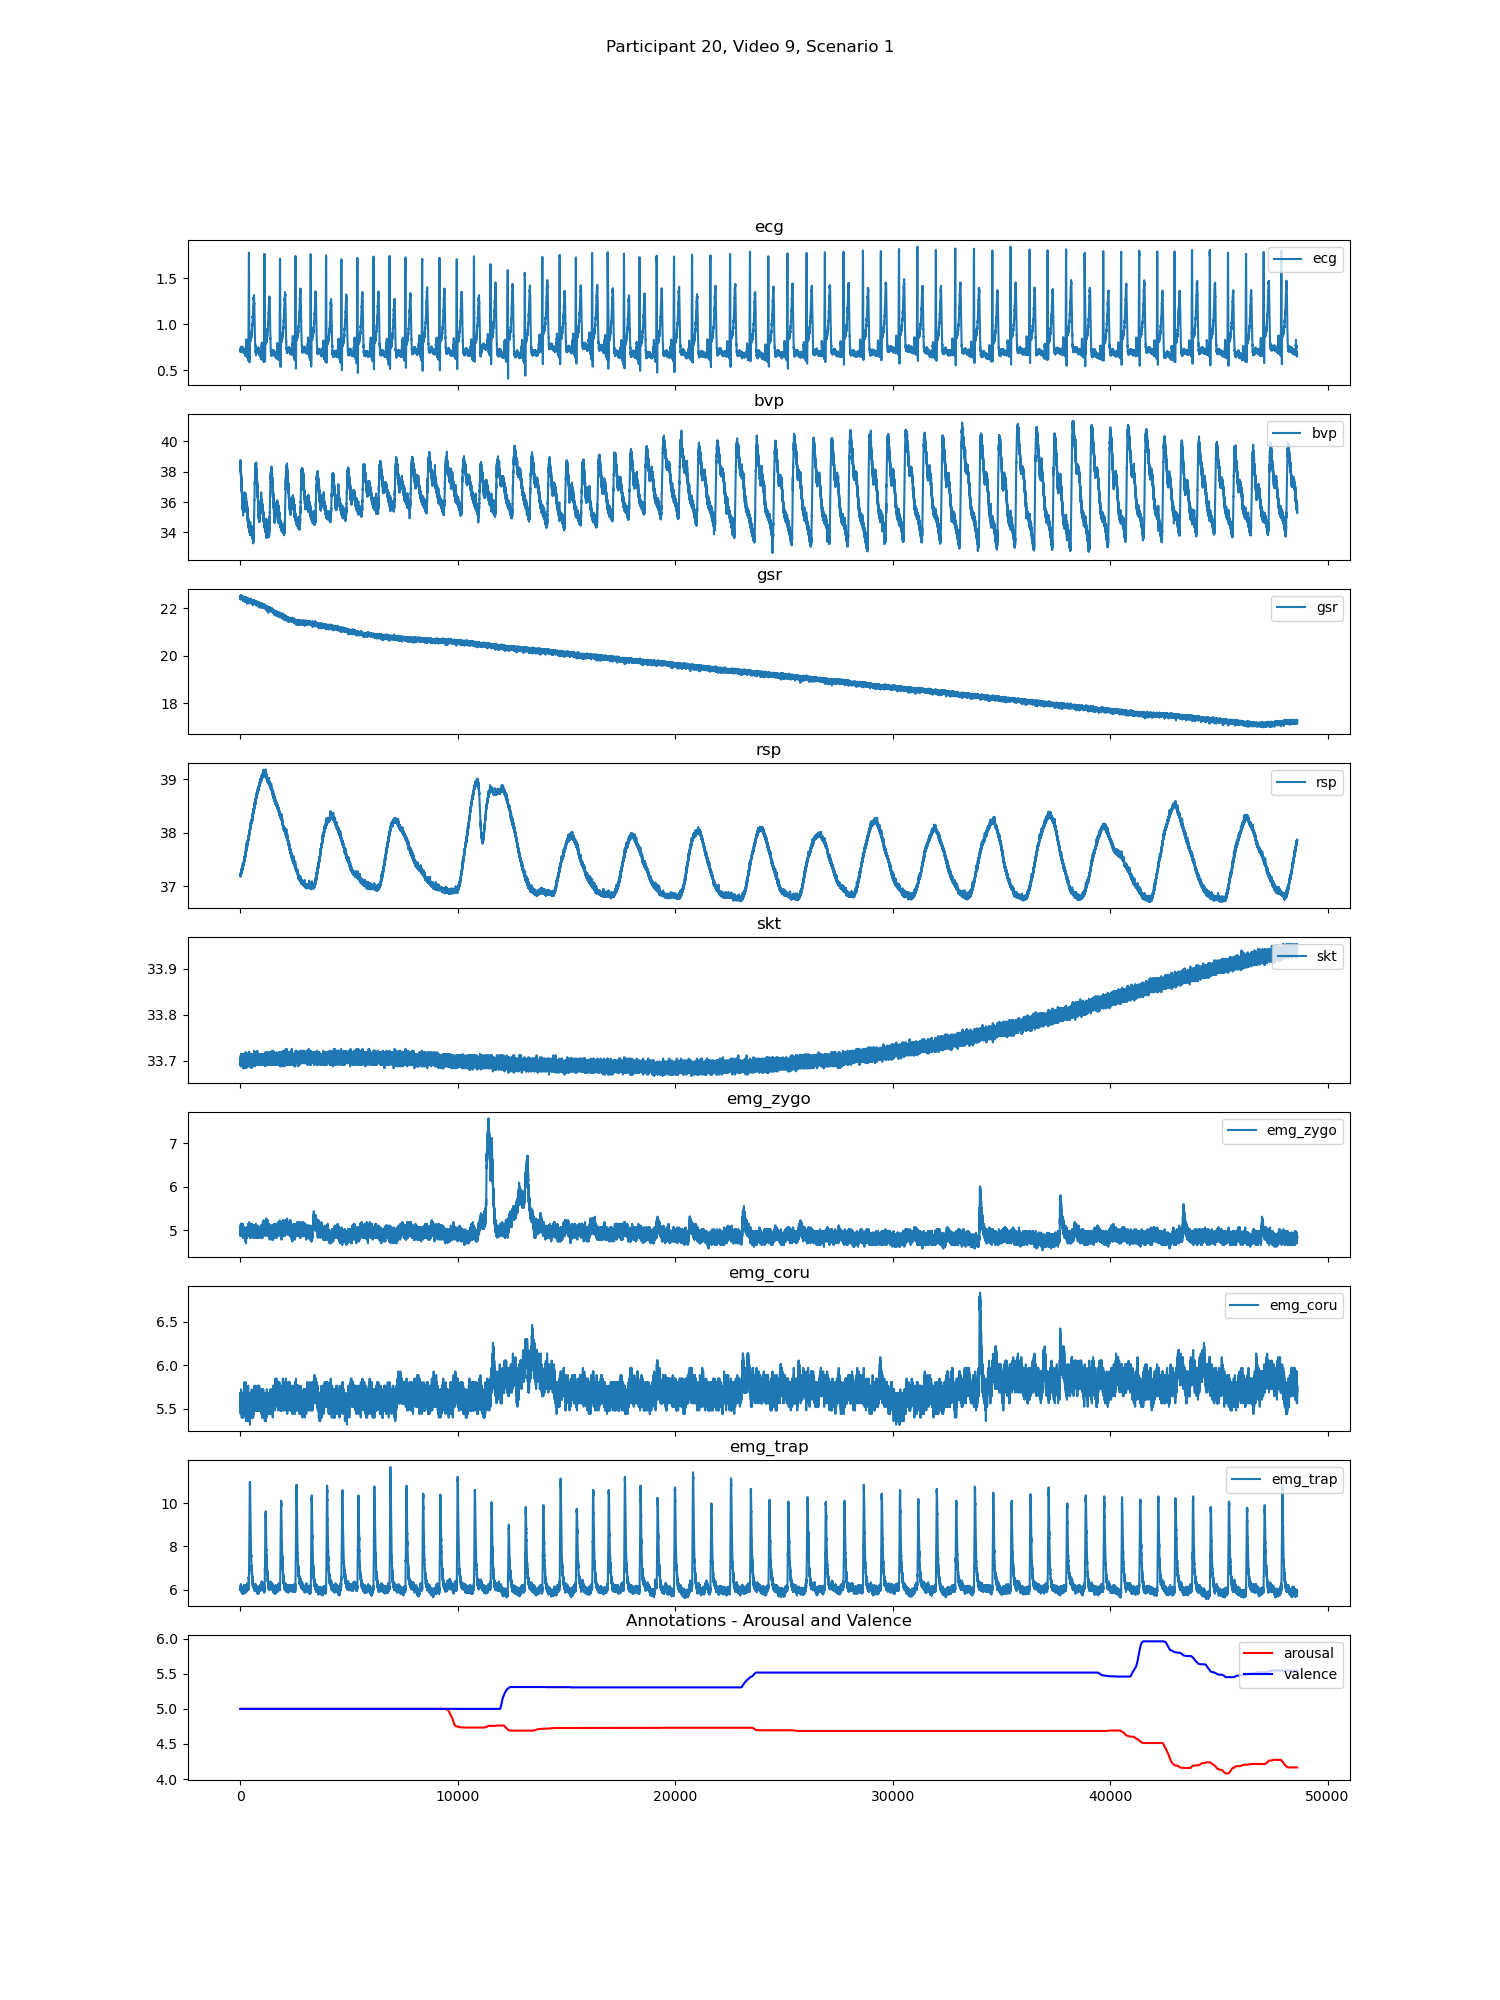 Participant 20, Video 9, Scenario 1
ecg
ecg
1.5
1.0
0.5
bvp
bvp
40
38
36
34
gsr
gsr
22
20
18
rsp
rsp
39
38
37
skt
skt
33.9
33.8
33.7
emg_zygo
emg_zygo
7
6
5
emg_coru
emg_coru
6.5
6.0
5.5
emg_trap
emg_trap
10
8
6
Annotations - Arousal and Valence
6.0
arousal
valence
5.5
5.0
4.5
4.0
0 10000 20000 30000 40000 50000